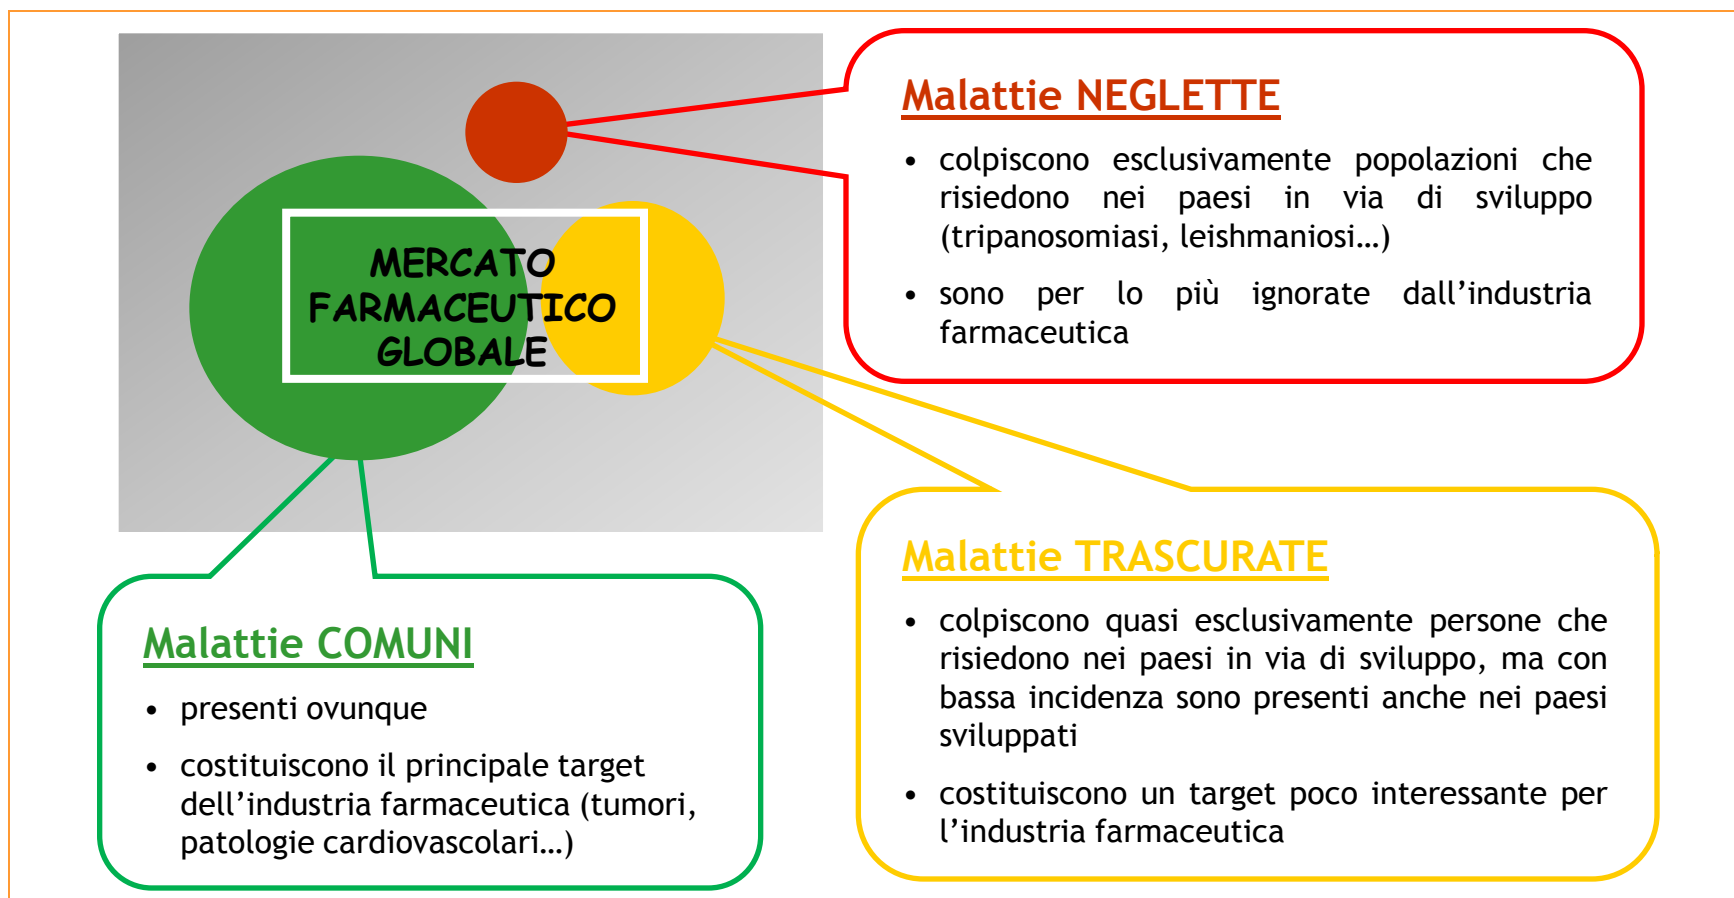 MERCATO
FARMACEUTICO
GLOBALE
Malattie NEGLETTE
• colpiscono esclusivamente popolazioni che
risiedono nei paesi in via di sviluppo
(tripanosomiasi, leishmaniosi…)
• sono per lo più ignorate dall’industria
farmaceutica
Malattie TRASCURATE
• colpiscono quasi esclusivamente persone che
risiedono nei paesi in via di sviluppo, ma con
bassa incidenza sono presenti anche nei paesi
sviluppati
• costituiscono un target poco interessante per
l’industria farmaceutica
Malattie COMUNI
• presenti ovunque
• costituiscono il principale target
dell’industria farmaceutica (tumori,
patologie cardiovascolari…)